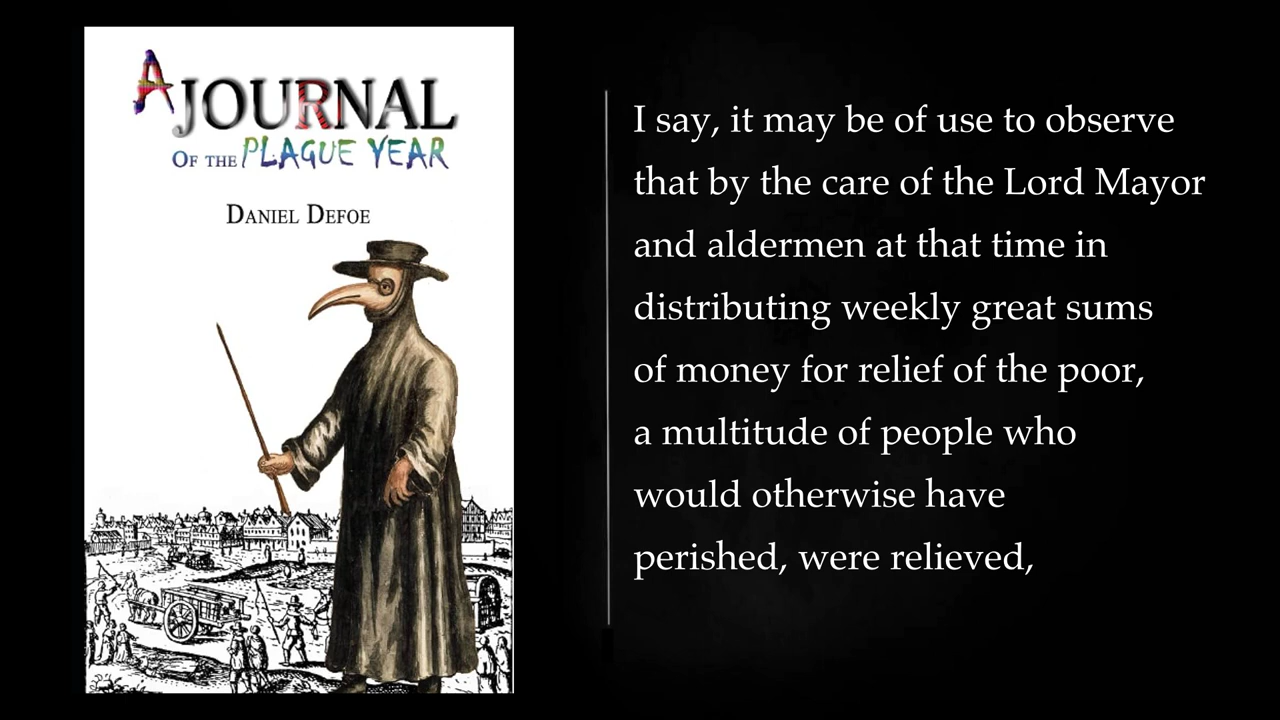 A JOURNAL
OF THE PLAGUE YEAR
DANIEL DEFOE
I say, it may be of use to observe
that by the care of the Lord Mayor
and aldermen at that time in
distributing weekly great sums
of money for relief of the poor,
a multitude of people who
would otherwise have
perished, were relieved,